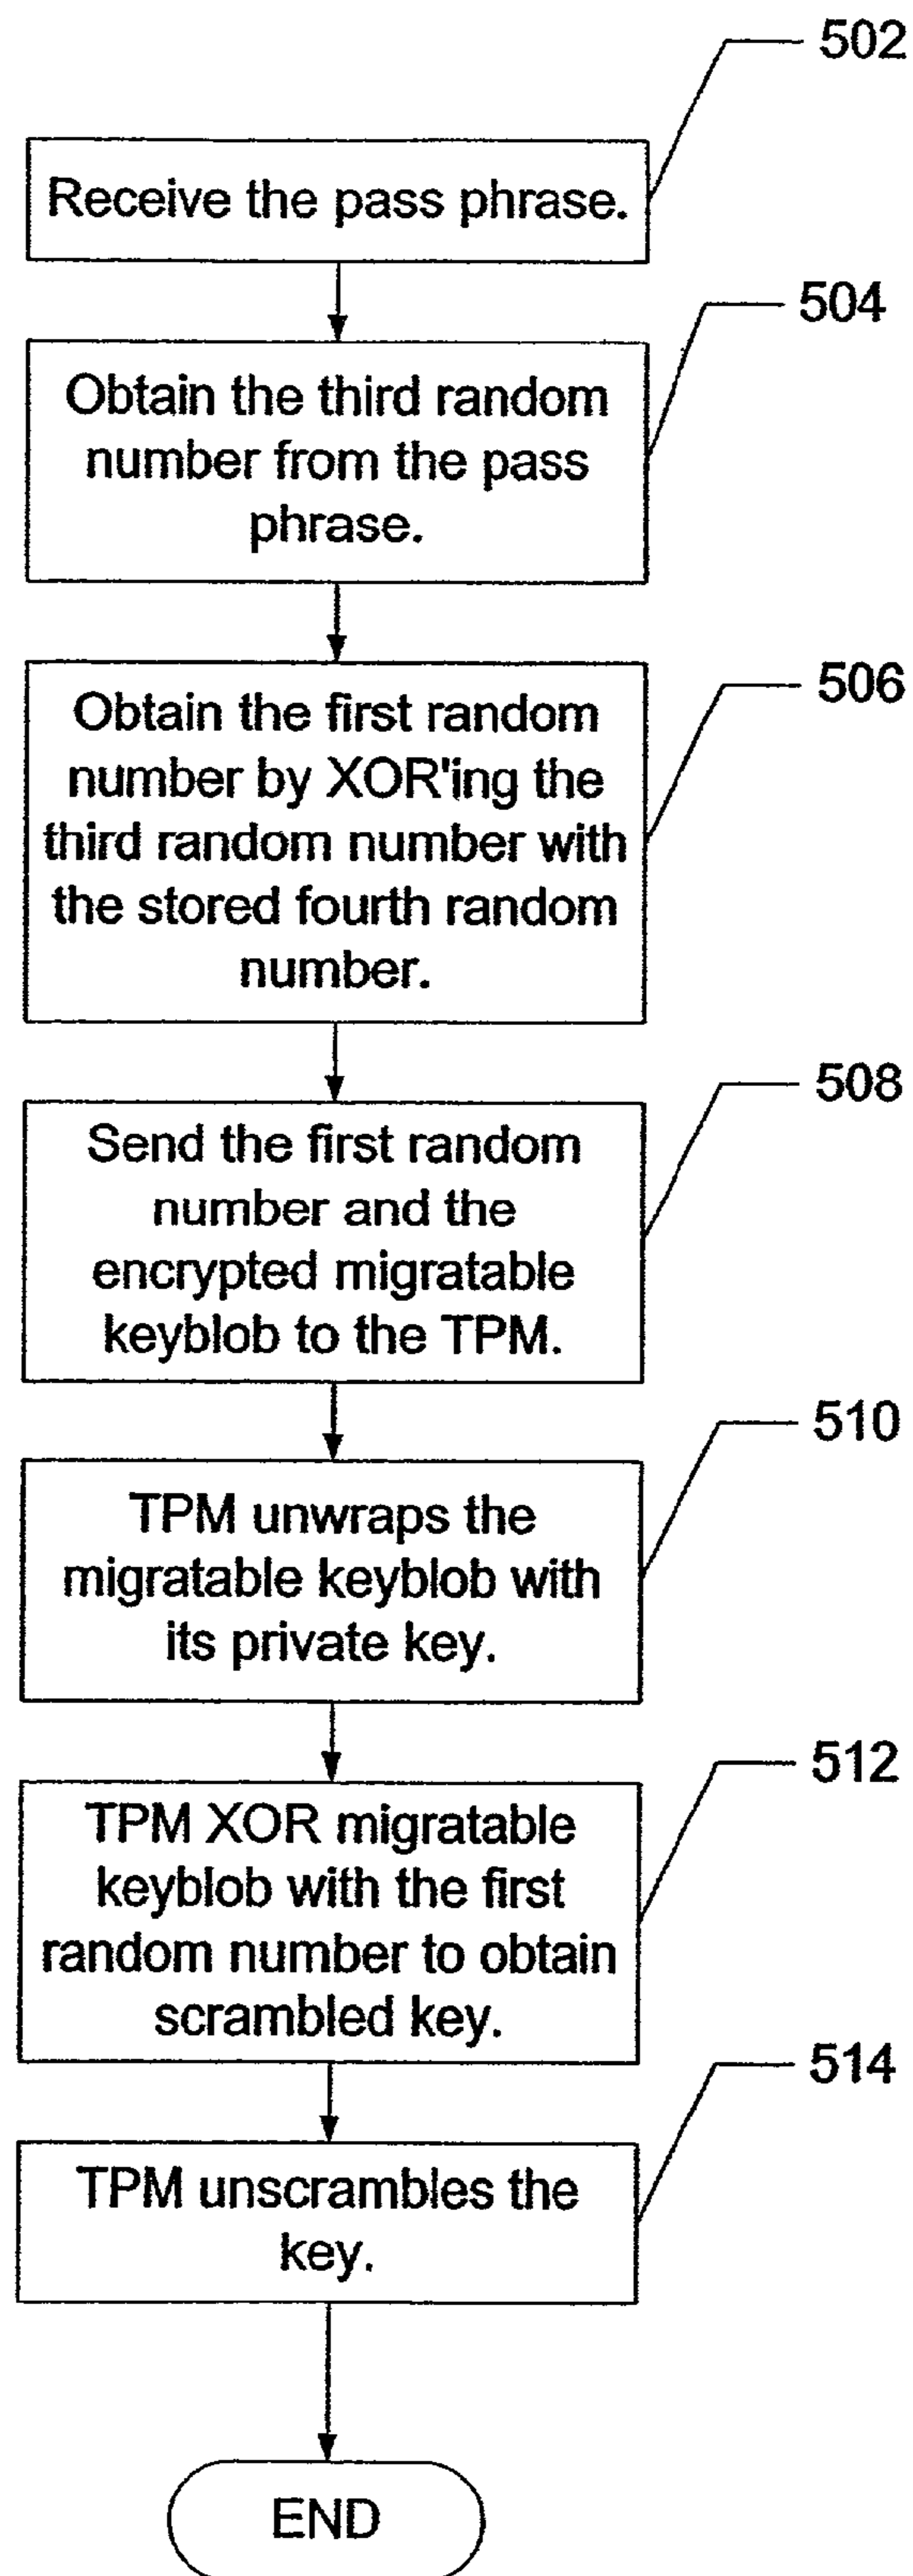 502
Receive the pass phrase.
504
Obtain the third random
number from the pass
phrase.
506
Obtain the first random
number by XOR'ing the
third random number with
the stored fourth random
number.
508
Send the first random
number and the
encrypted migratable
keyblob to the TPM.
510
TPM unwraps the
migratable keyblob with
its private key.
512
TPM XOR migratable
keyblob with the first
random number to obtain
scrambled key.
514
TPM unscrambles the
key.
END